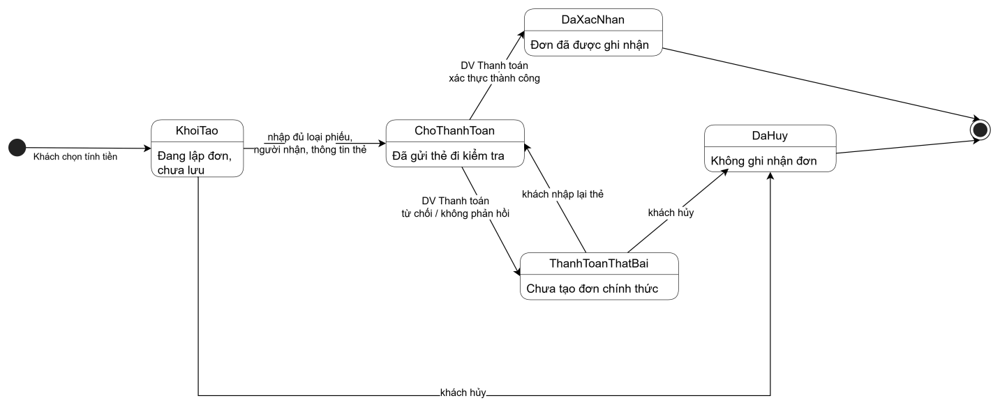 DaXacNhan
Đơn đã được ghi nhận
DV Thanh toán
xác thực thành công
KhoiTao
Đang lập đơn,
chưa lưu
Khách chọn tính tiền
nhập đủ loại phiếu,
người nhận, thông tin thẻ
ChoThanhToan
Đã gửi thẻ đi kiểm tra
DaHuy
Không ghi nhận đơn
DV Thanh toán
từ chối / không phản hồi
khách nhập lại thẻ
khách hủy
ThanhToanThatBai
Chưa tạo đơn chính thức
khách hủy